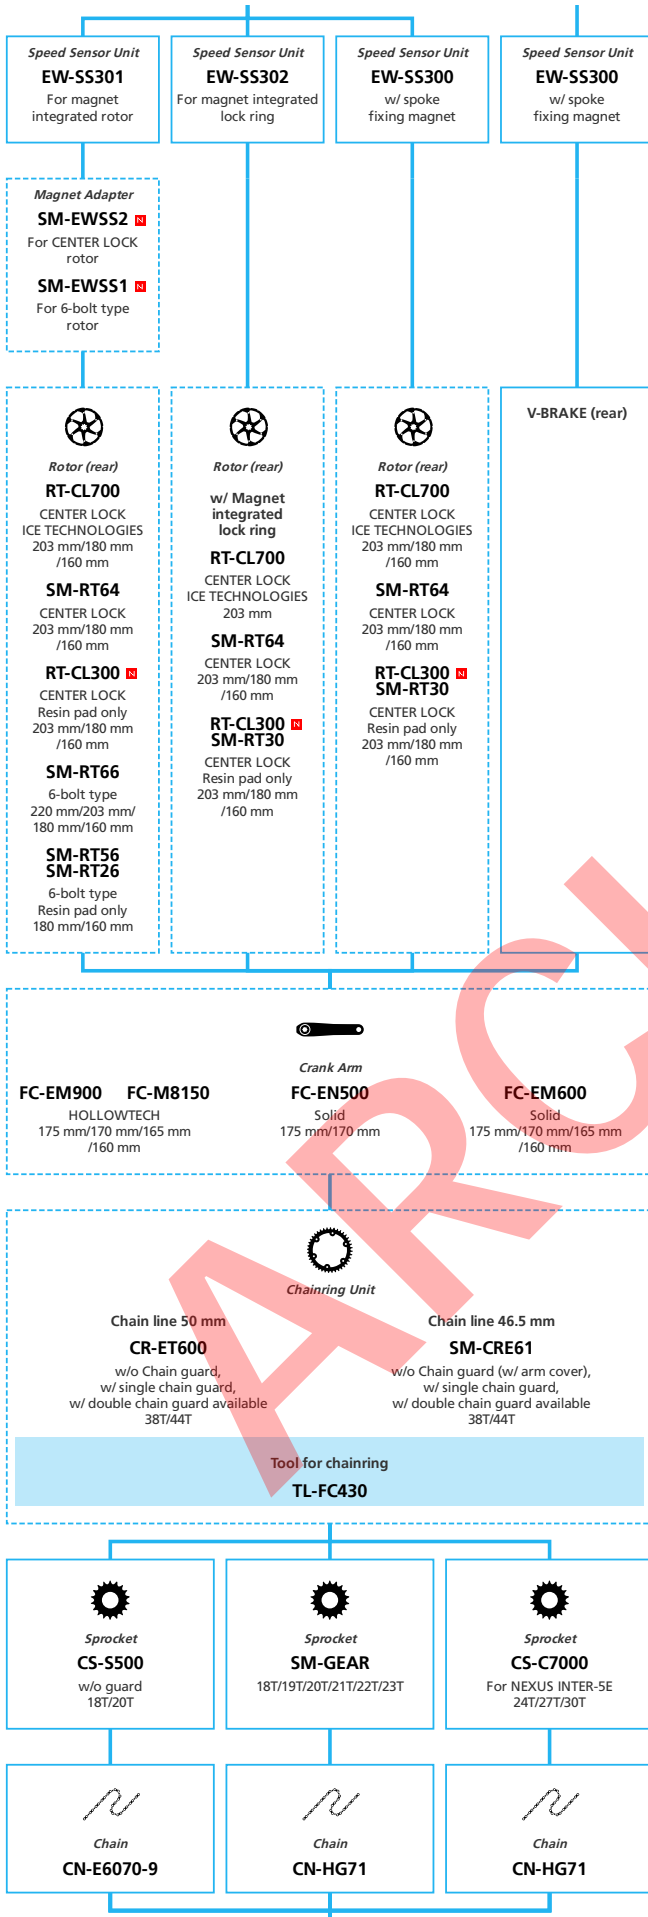 Speed Sensor Unit
EW-SS301
For magnet
integrated rotor
Speed Sensor Unit
EW-SS302
For magnet integrated
lock ring
Speed Sensor Unit
EW-SS300
w/ spoke
fixing magnet
Speed Sensor Unit
EW-SS300
w/ spoke
fixing magnet
Magnet Adapter
SM-EWSS2 N
For CENTER LOCK
rotor
SM-EWSS1 N
For 6-bolt type
rotor
Rotor (rear)
RT-CL700
CENTER LOCK
ICE TECHNOLOGIES
203 mm/180 mm
/160 mm
SM-RT64
CENTER LOCK
203 mm/180 mm
/160 mm
RT-CL300 N
CENTER LOCK
Resin pad only
203 mm/180 mm
/160 mm
SM-RT66
6-bolt type
220 mm/203 mm/
180 mm/160 mm
SM-RT56
SM-RT26
6-bolt type
Resin pad only
180 mm/160 mm
Rotor (rear)
w/ Magnet
integrated
lock ring
RT-CL700
CENTER LOCK
ICE TECHNOLOGIES
203 mm
SM-RT64
CENTER LOCK
203 mm/180 mm
/160 mm
RT-CL300 N
SM-RT30
CENTER LOCK
Resin pad only
203 mm/180 mm
/160 mm
Rotor (rear)
RT-CL700
CENTER LOCK
ICE TECHNOLOGIES
203 mm/180 mm
/160 mm
SM-RT64
CENTER LOCK
203 mm/180 mm
/160 mm
RT-CL300 N
SM-RT30
CENTER LOCK
Resin pad only
203 mm/180 mm
/160 mm
V-BRAKE (rear)
Crank Arm
FC-EM900 FC-M8150
HOLLOWTECH
175 mm/170 mm/165 mm
/160 mm
FC-EN500
Solid
175 mm/170 mm
FC-EM600
Solid
175 mm/170 mm/165 mm
/160 mm
Chainring Unit
Chain line 50 mm
CR-ET600
w/o Chain guard,
w/ single chain guard,
w/ double chain guard available
38T/44T
Chain line 46.5 mm
SM-CRE61
w/o Chain guard (w/ arm cover),
w/ single chain guard,
w/ double chain guard available
38T/44T
Tool for chainring
TL-FC430
Sprocket
CS-S500
w/o guard
18T/20T
Sprocket
SM-GEAR
18T/19T/20T/21T/22T/23T
Sprocket
CS-C7000
For NEXUS INTER-5E
24T/27T/30T
Chain
CN-E6070-9
Chain
CN-HG71
Chain
CN-HG71
ARC